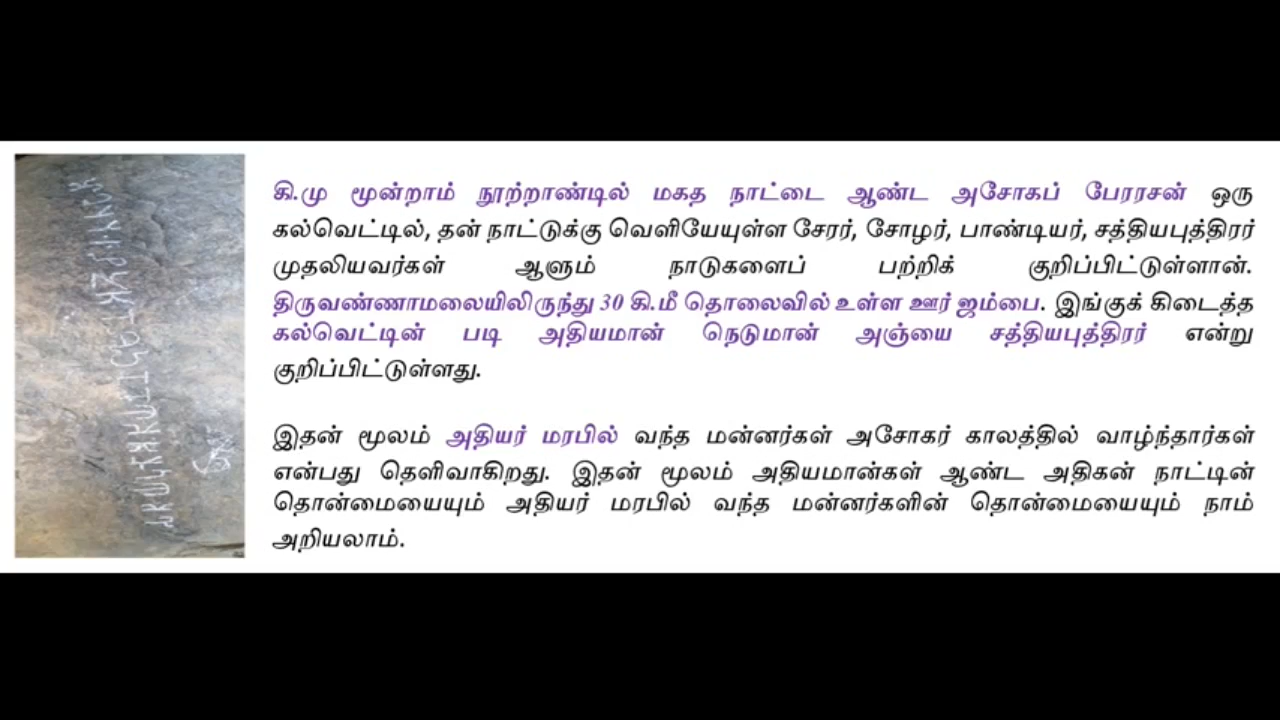 கி.மு மூன்றாம் நூற்றாண்டில் மகத நாட்டை ஆண்ட அசோகப் பேரரசன் ஒரு
கல்வெட்டில், தன் நாட்டுக்கு வெளியேயுள்ள சேரர், சோழர், பாண்டியர், சத்தியபுத்திரர்
முதலியவர்கள் ஆளும் நாடுகளைப் பற்றிக் குறிப்பிட்டுள்ளான்.
திருவண்ணாமலையிலிருந்து 30 கி.மீ தொலைவில் உள்ள ஊர் ஜம்பை. இங்குக் கிடைத்த
கல்வெட்டின் படி அதியமான் நெடுமான் அஞ்யை சத்தியபுத்திரர் என்று
குறிப்பிட்டுள்ளது.
இதன் மூலம் அதியர் மரபில் வந்த மன்னர்கள் அசோகர் காலத்தில் வாழ்ந்தார்கள்
என்பது தெளிவாகிறது. இதன் மூலம் அதியமான்கள் ஆண்ட அதிகன் நாட்டின்
தொன்மையையும் அதியர் மரபில் வந்த மன்னர்களின் தொன்மையையும் நாம்
அறியலாம்.